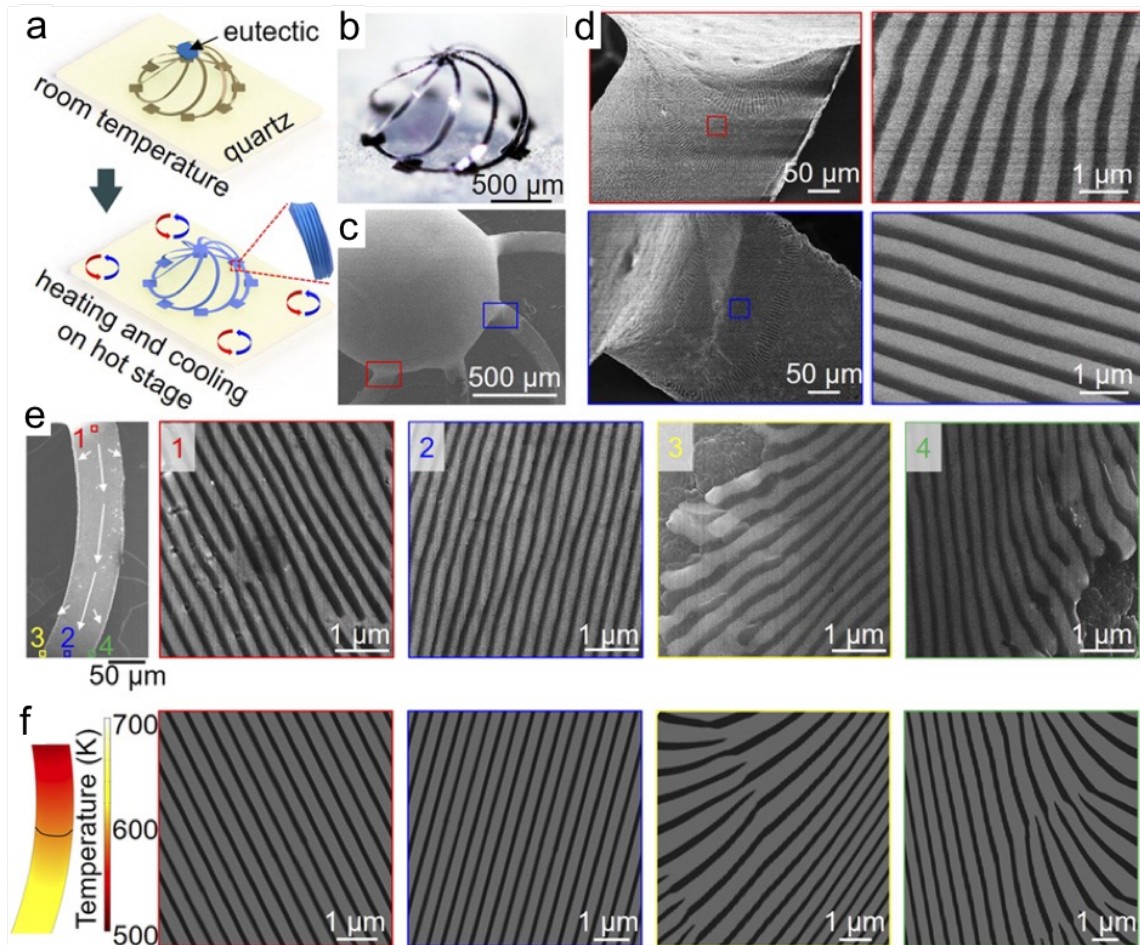 a
eutectic
room temperature
quartz
heating and cooling
on hot stage
b
500 µm
c
500 µm
d
50 µm
1 µm
50 µm
1 µm
e
1
3
2
4
50 µm
1
1 µm
2
1 µm
3
1 µm
4
1 µm
f
700
600
500
Temperature (K)
1 µm
1 µm
1 µm
1 µm